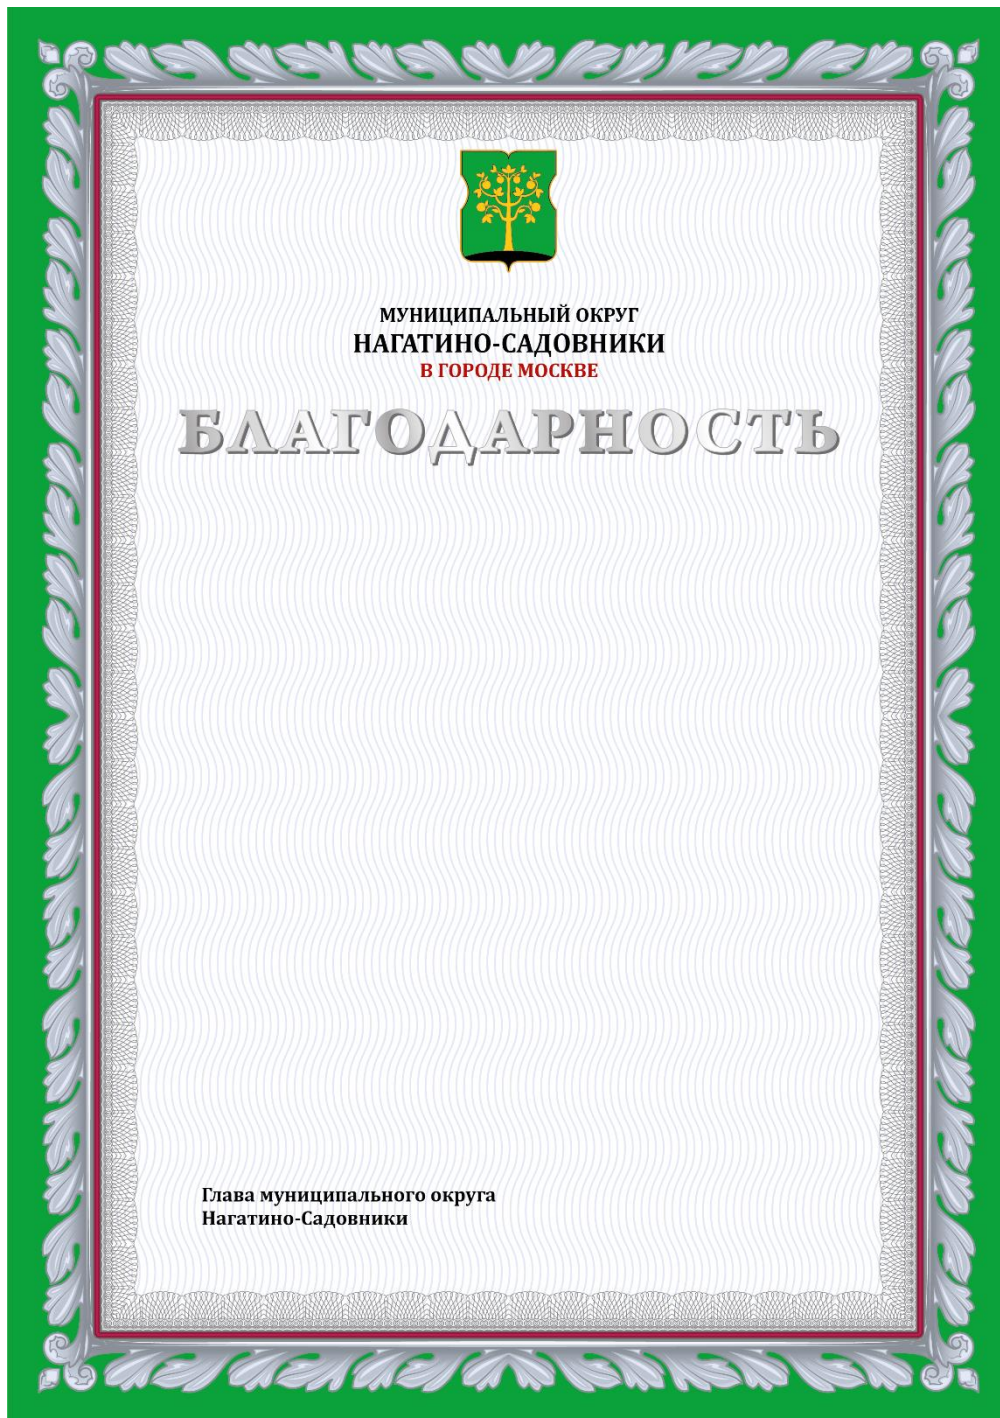 МУНИЦИПАЛЬНЫЙ ОКРУГ
НАГАТИНО-САДОВНИКИ
В ГОРОДЕ МОСКВЕ
БЛАГОДАРНОСТЬ
Глава муниципального округа
Нагатино-Садовники